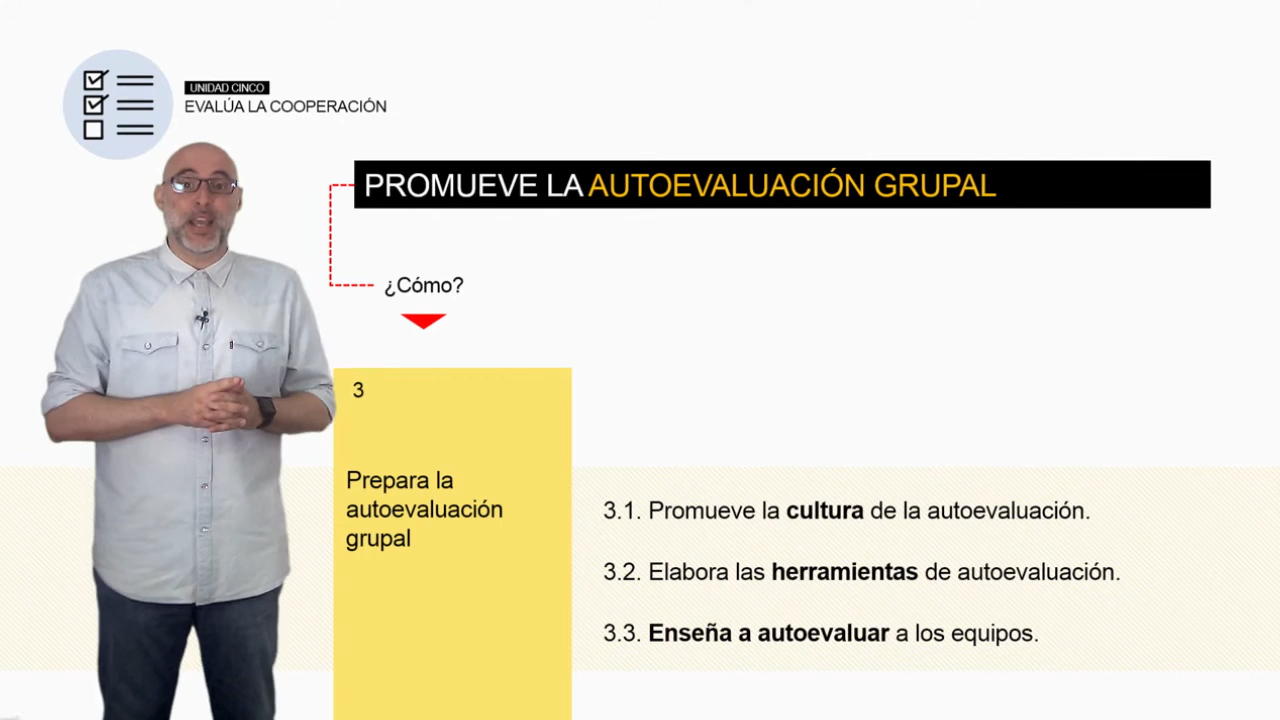 UNIDAD CINCO
EVALÚA LA COOPERACIÓN
PROMUEVE LA AUTOEVALUACIÓN GRUPAL
¿Cómo?
3
Prepara la
autoevaluación
grupal
3.1. Promueve la cultura de la autoevaluación.
3.2. Elabora las herramientas de autoevaluación.
3.3. Enseña a autoevaluar a los equipos.